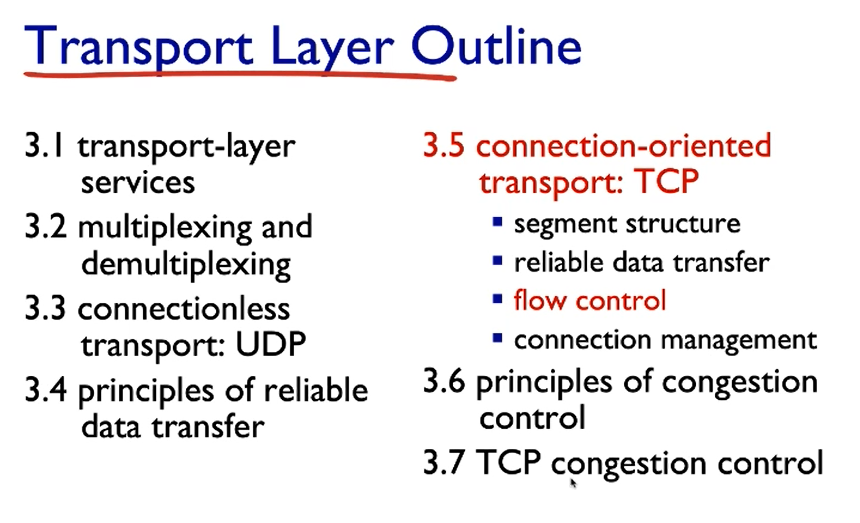 Transport Layer Outline
3.1 transport-layer
services
3.2 multiplexing and
demultiplexing
3.3 connectionless
transport: UDP
3.4 principles of reliable
data transfer
3.5 connection-oriented
transport: TCP
segment structure
reliable data transfer
flow control
connection management
3.6 principles of congestion
control
3.7 TCP congestion control